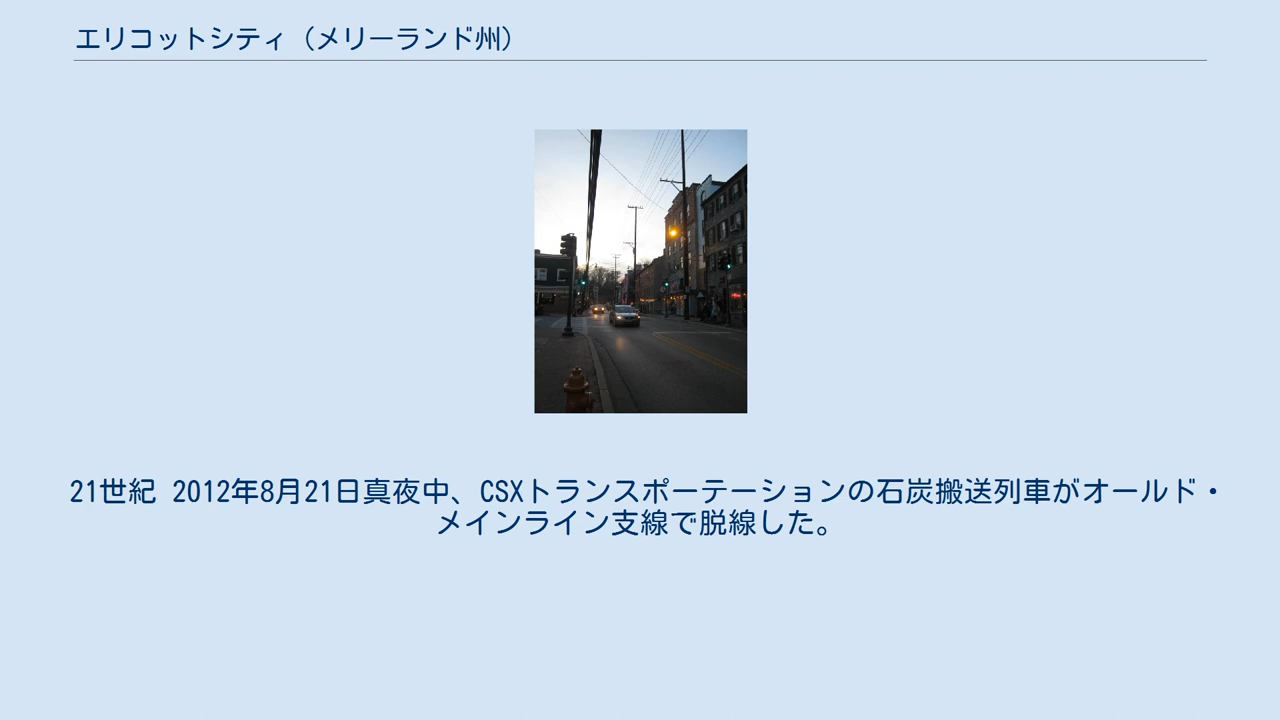 エリコットシティ（メリーランド州）
21世紀 2012年8月21日真夜中、CSXトランスポーテーションの石炭搬送列車がオールド・
メインライン支線で脱線した。